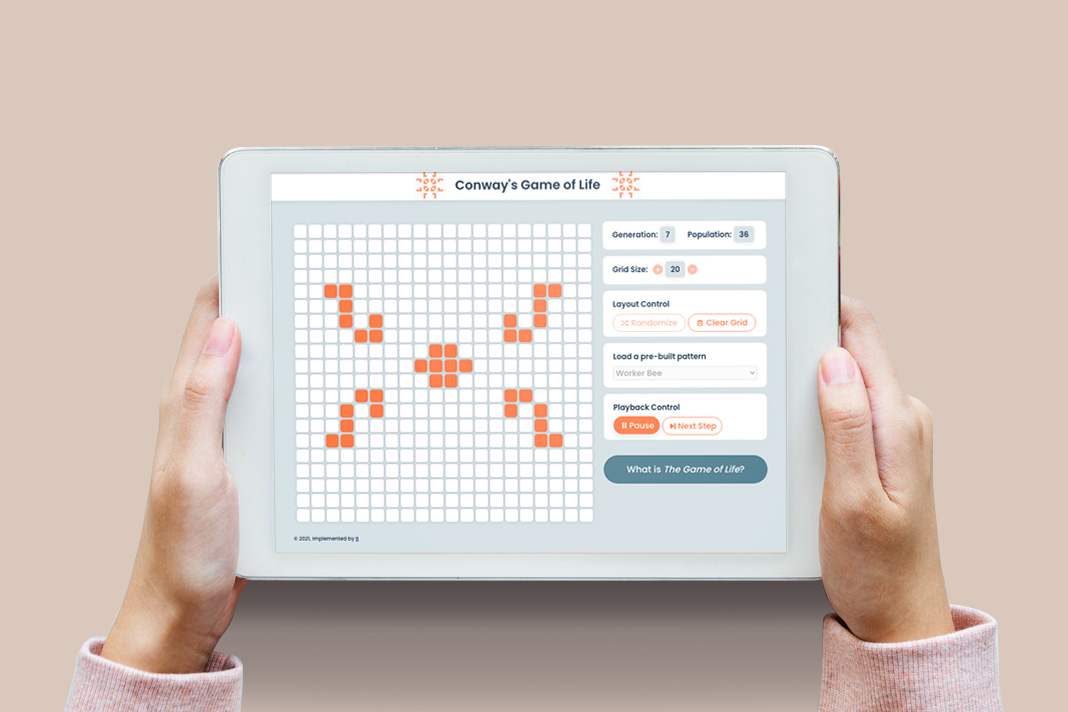 Conway's Game of Life
Generation: 7 Population: 36
Grid Size: + 20 -
Layout Control
Randomize Clear Grid
Load a pre-built pattern
Worker Bee
Playback Control
Pause Next Step
What is The Game of Life?
© 2021, Implemented by